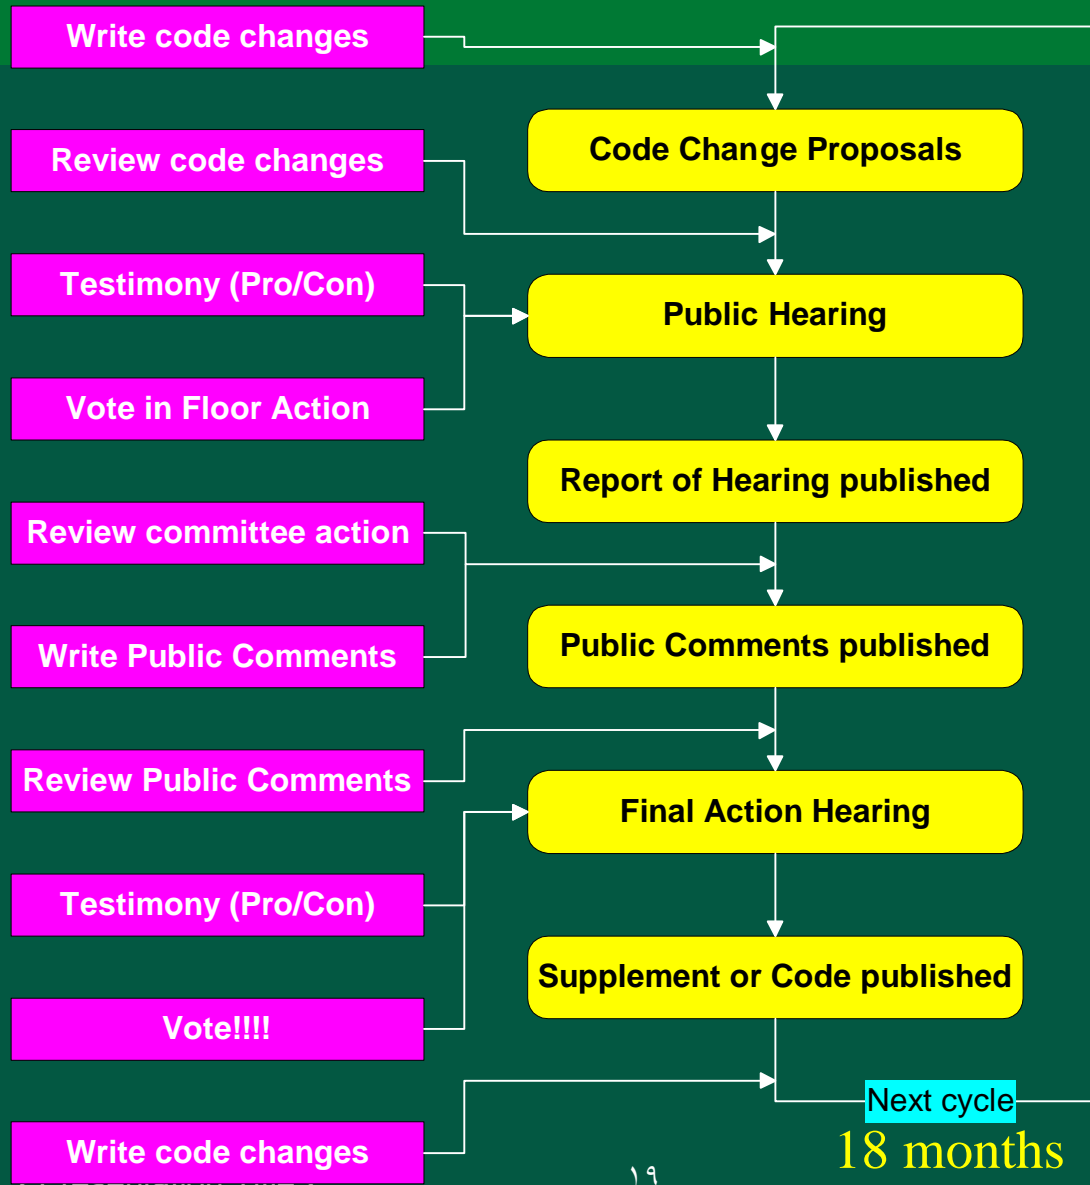 Write code changes
Code Change Proposals
Review code changes
Testimony (Pro/Con)
Public Hearing
Vote in Floor Action
Report of Hearing published
Review committee action
Public Comments published
Write Public Comments
Review Public Comments
Final Action Hearing
Testimony (Pro/Con)
Supplement or Code published
Vote!!!!
Next cycle
18 months
Write code changes
١٩